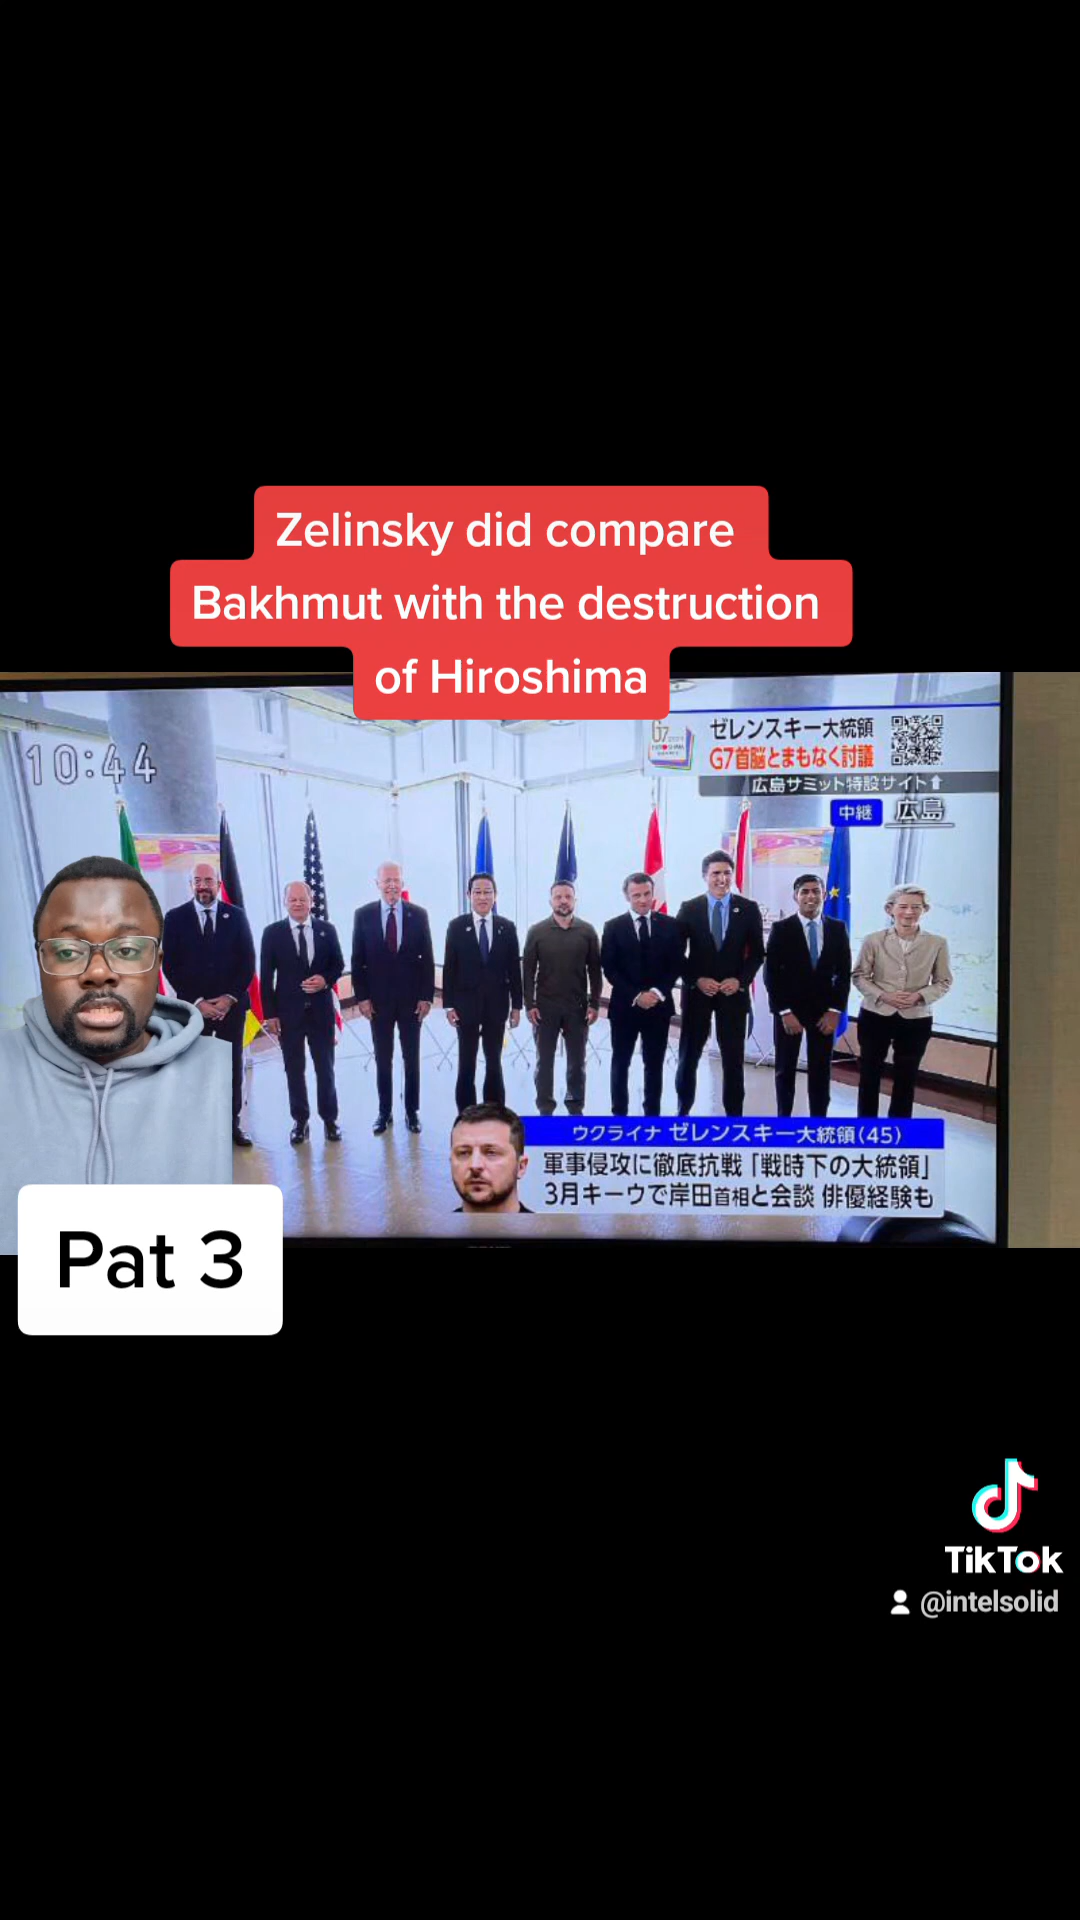 Zelinsky did compare
Bakhmut with the destruction
of Hiroshima
10:44
G7
ゼレンスキー大統領
G7首脳とまもなく討議
広島サミット特設サイト⬆
中継 広島
ウクライナ ゼレンスキー大統領(45)
軍事侵攻に徹底抗戦「戦時下の大統領」
3月キーウで岸田首相と会談 俳優経験も
Pat 3
TikTok
@intelsolid